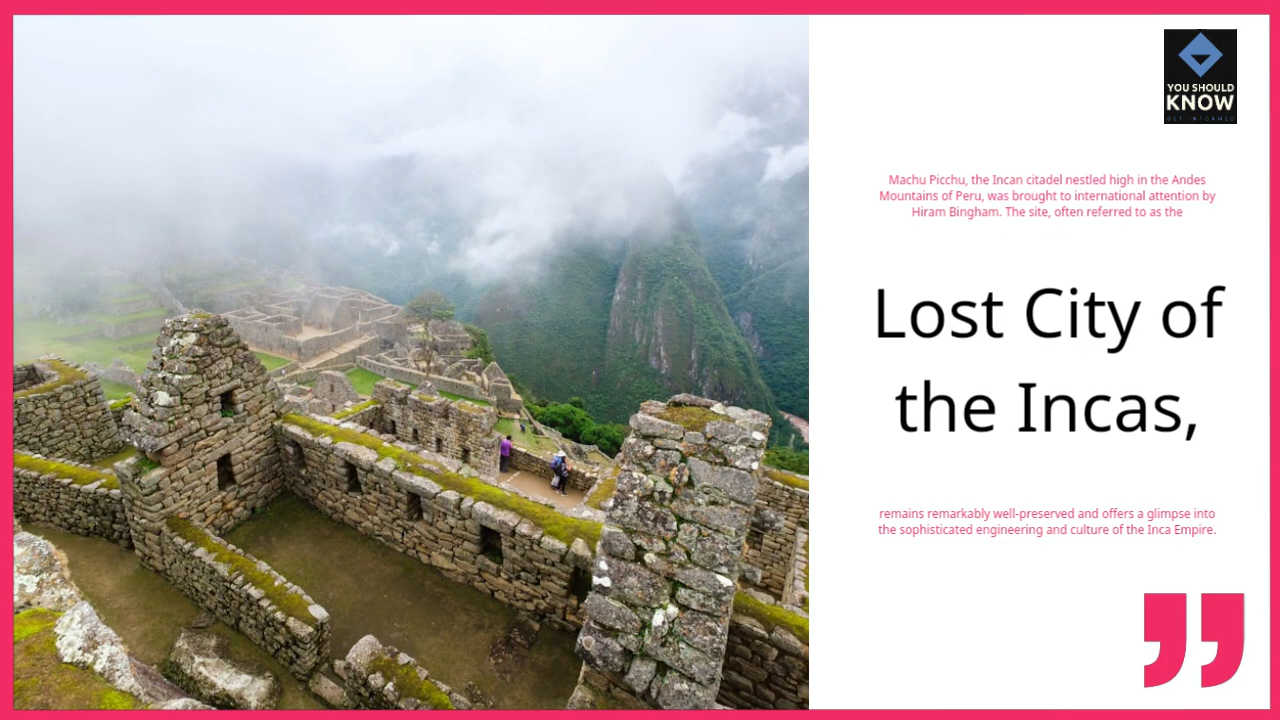 YOU SHOULD
KNOW
GET INFORMED
Machu Picchu, the Incan citadel nestled high in the Andes
Mountains of Peru, was brought to international attention by
Hiram Bingham. The site, often referred to as the
Lost City of
the Incas,
remains remarkably well-preserved and offers a glimpse into
the sophisticated engineering and culture of the Inca Empire.
”